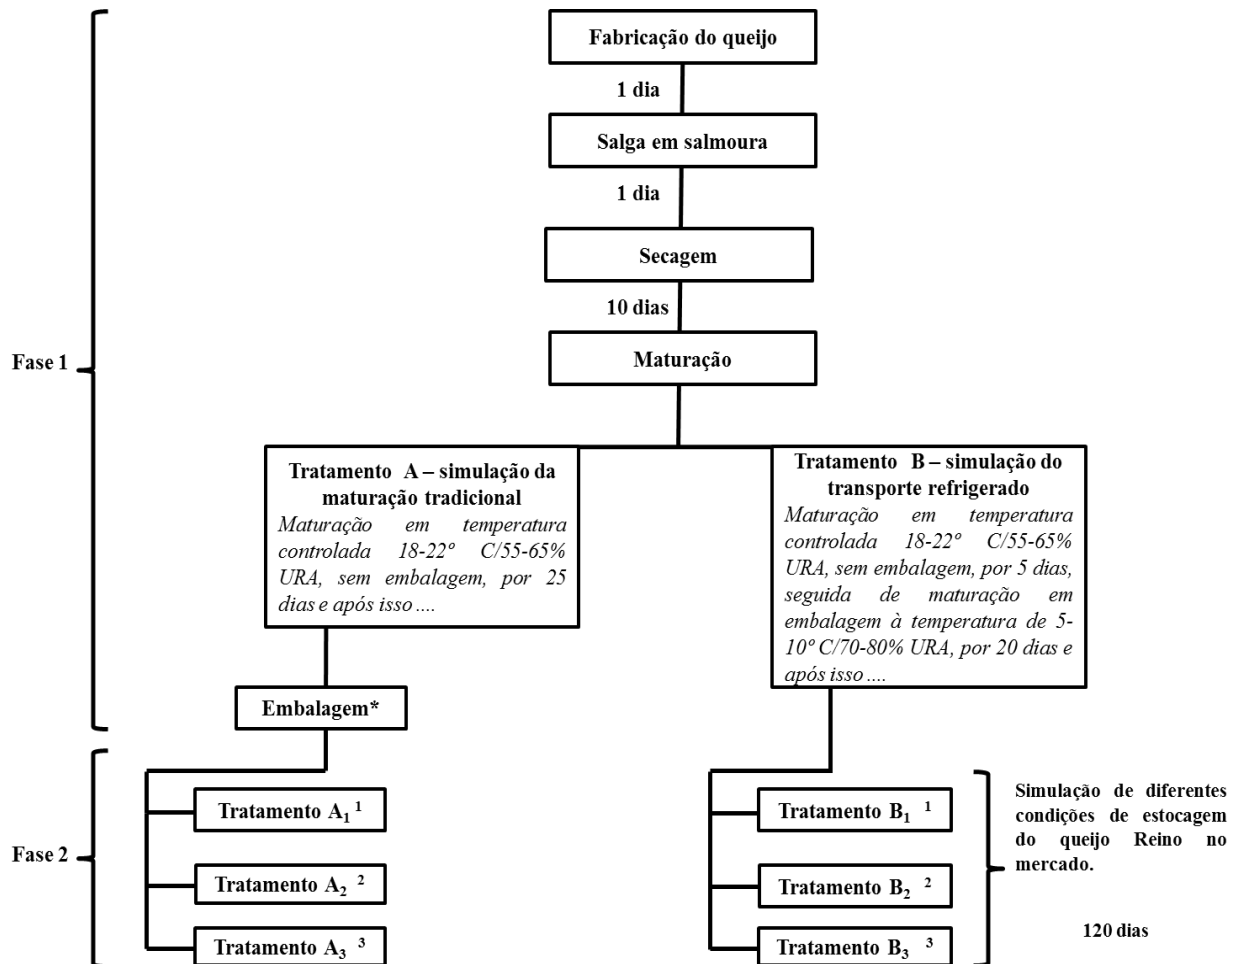 Fabricação do queijo
1 dia
Salga em salmoura
1 dia
Secagem
10 dias
Maturação
Fase 1
Tratamento A – simulação da
maturação tradicional
Maturação em temperatura
controlada 18-22º C/55-65%
URA, sem embalagem, por 25
dias e após isso ....
Tratamento B – simulação do
transporte refrigerado
Maturação em temperatura
controlada 18-22º C/55-65%
URA, sem embalagem, por 5 dias,
seguida de maturação em
embalagem à temperatura de 5-
10º C/70-80% URA, por 20 dias e
após isso ....
Embalagem*
Fase 2
Tratamento A₁ ¹
Tratamento A₂ ²
Tratamento A₃ ³
Tratamento B₁ ¹
Tratamento B₂ ²
Tratamento B₃ ³
Simulação de diferentes
condições de estocagem
do queijo Reino no
mercado.
120 dias